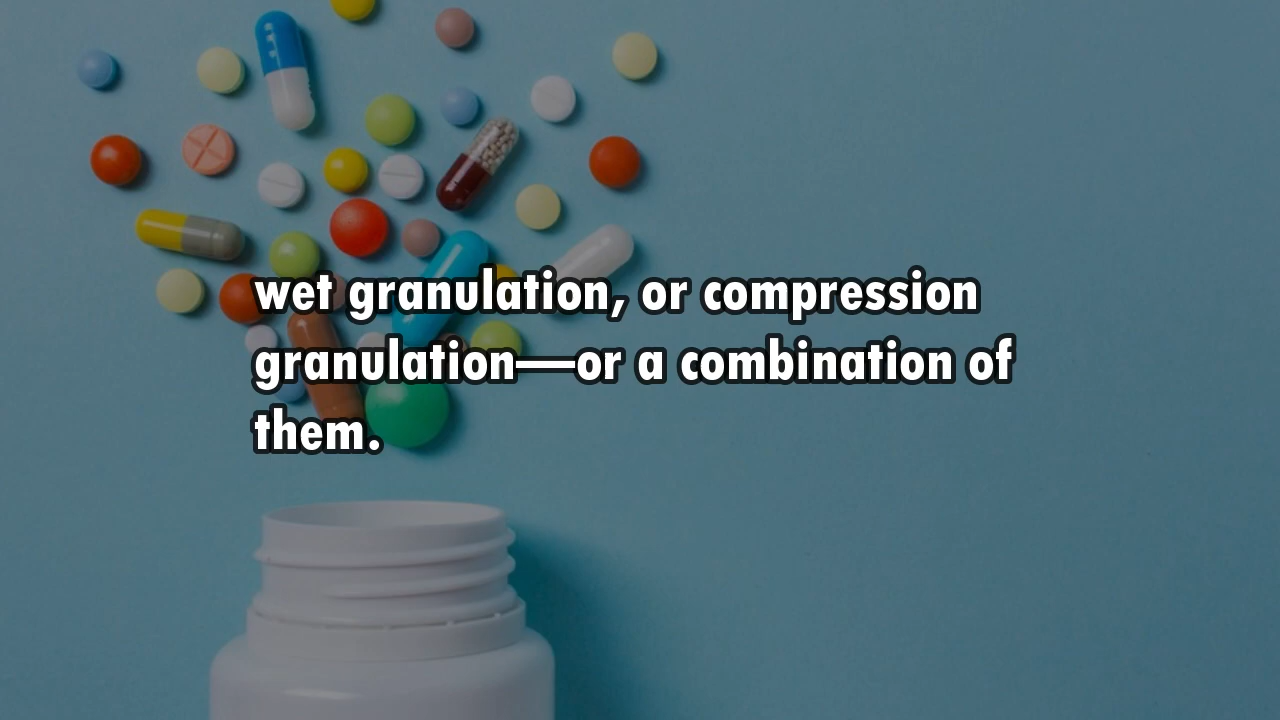 wet granulation, or compression
granulation—or a combination of
them.